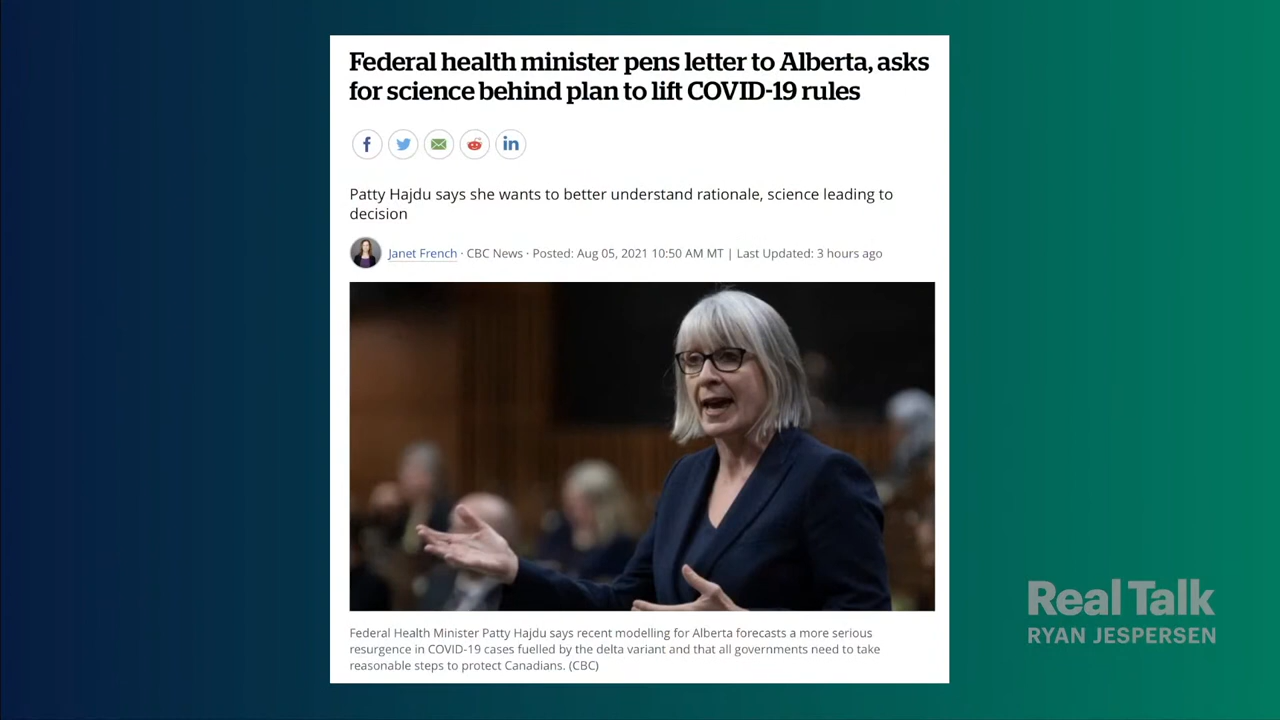 Federal health minister pens letter to Alberta, asks
for science behind plan to lift COVID-19 rules
Patty Hajdu says she wants to better understand rationale, science leading to
decision
Janet French · CBC News · Posted: Aug 05, 2021 10:50 AM MT | Last Updated: 3 hours ago
Federal Health Minister Patty Hajdu says recent modelling for Alberta forecasts a more serious
resurgence in COVID-19 cases fuelled by the delta variant and that all governments need to take
reasonable steps to protect Canadians. (CBC)
Real Talk
RYAN JESPERSEN